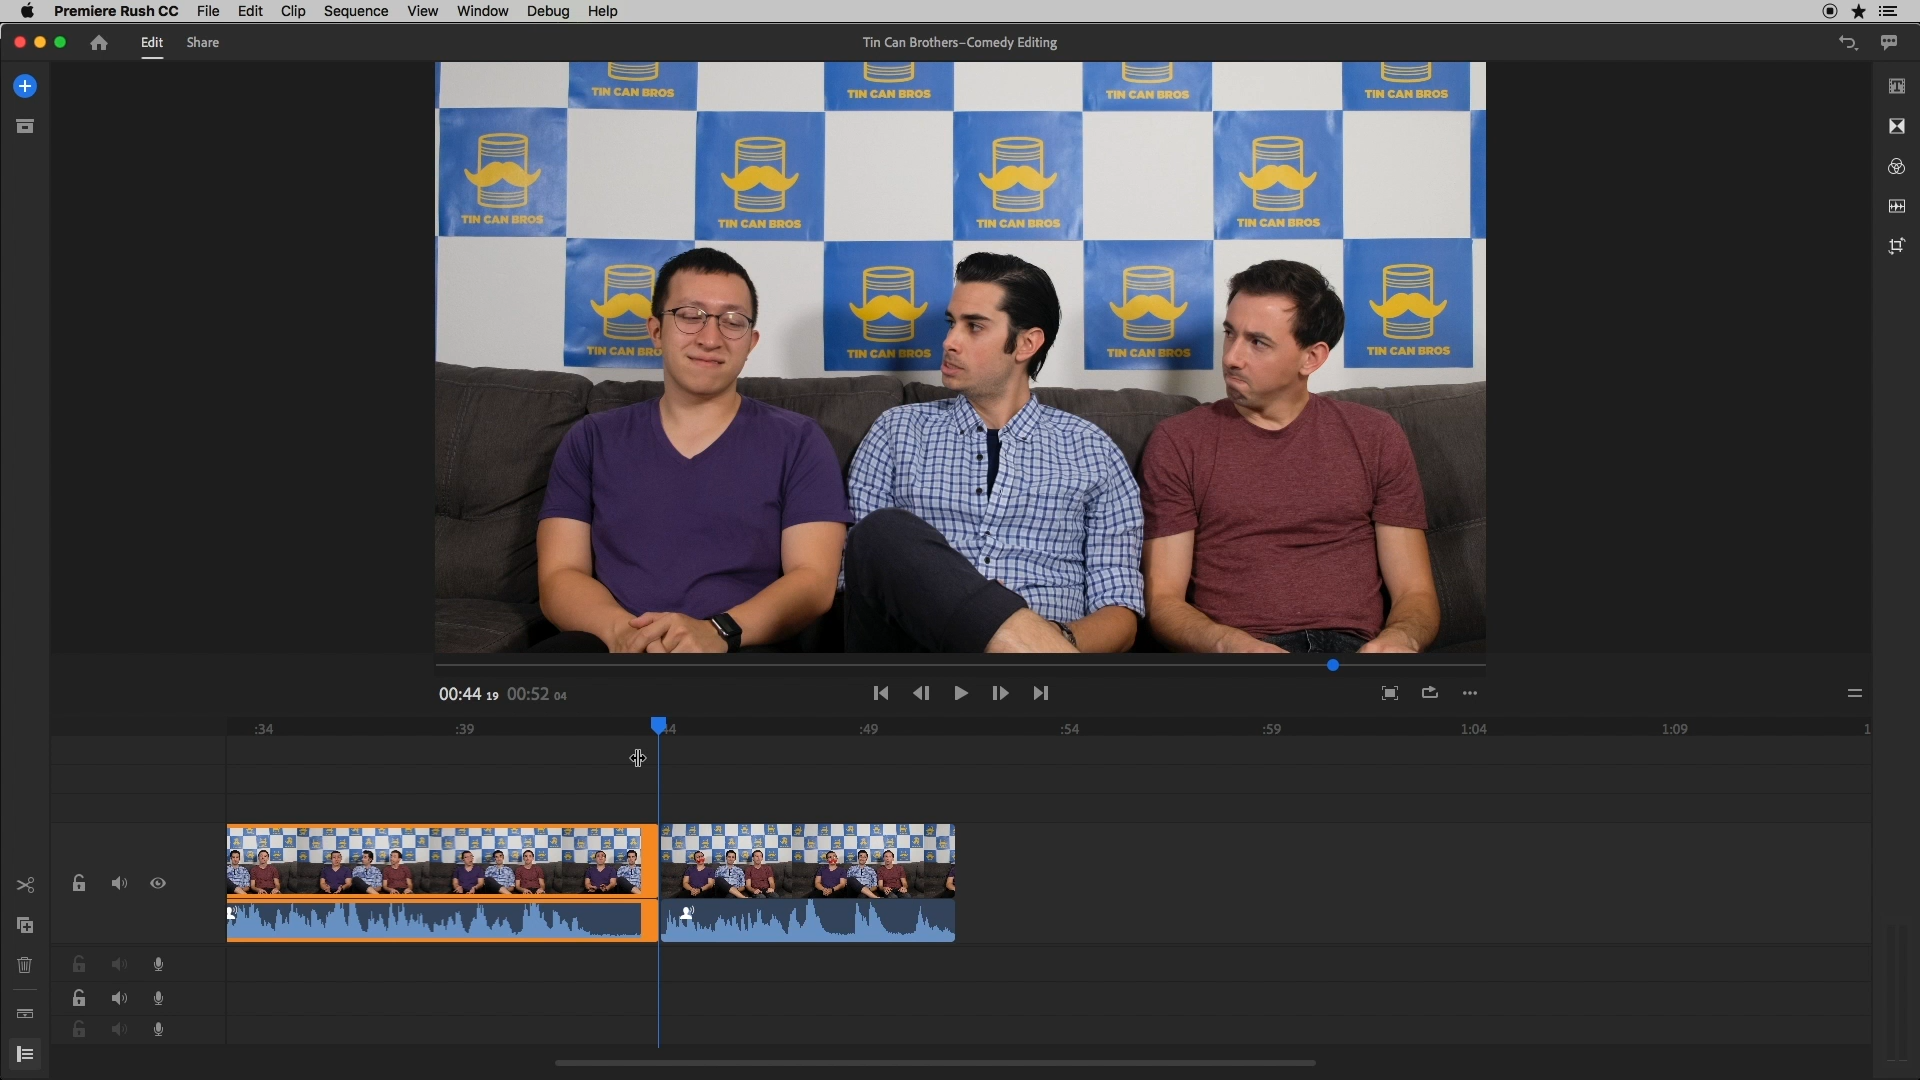 Premiere Rush CC File Edit Clip Sequence View Window Debug Help
Edit Share Tin Can Brothers–Comedy Editing
TIN CAN BROS TIN CAN BROS TIN CAN BROS TIN CAN BROS
TIN CAN BROS TIN CAN BROS TIN CAN BROS TIN CAN BROS
TIN CAN BRO TIN CAN BROS TIN CAN BROS TIN CAN BROS
00:44 19 00:52 04
:34 :39 44 :49 :54 :59 1:04 1:09 1